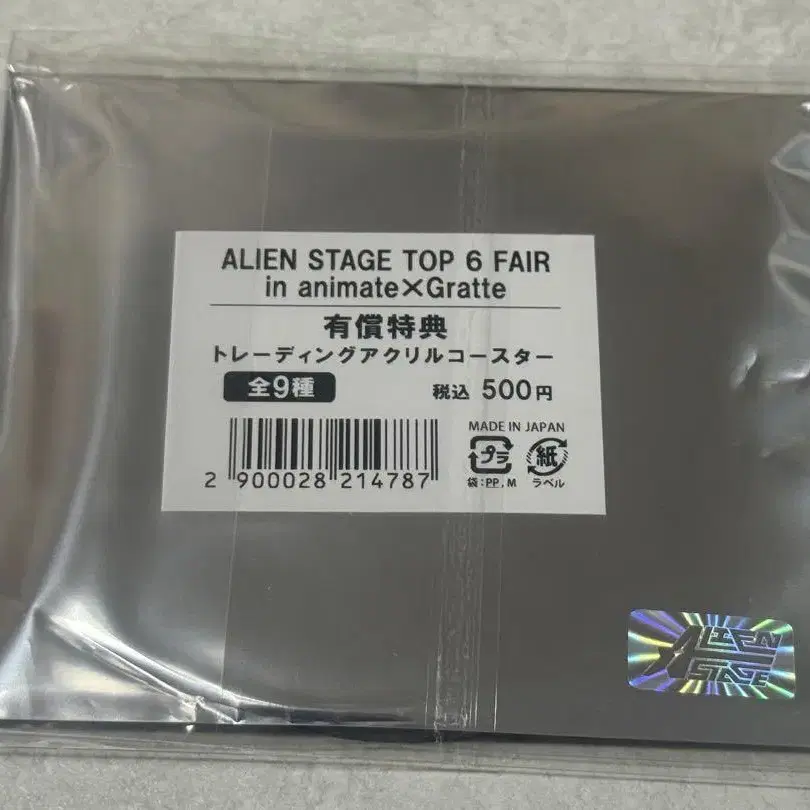 ALIEN STAGE TOP 6 FAIR
in animate×Gratte
有償特典
トレーディングアクリルコースター
全9種 税込 500円
MADE IN JAPAN
プラ 紙
袋:PP,M ラベル
2 900028 214787
ALIEN
STAGE